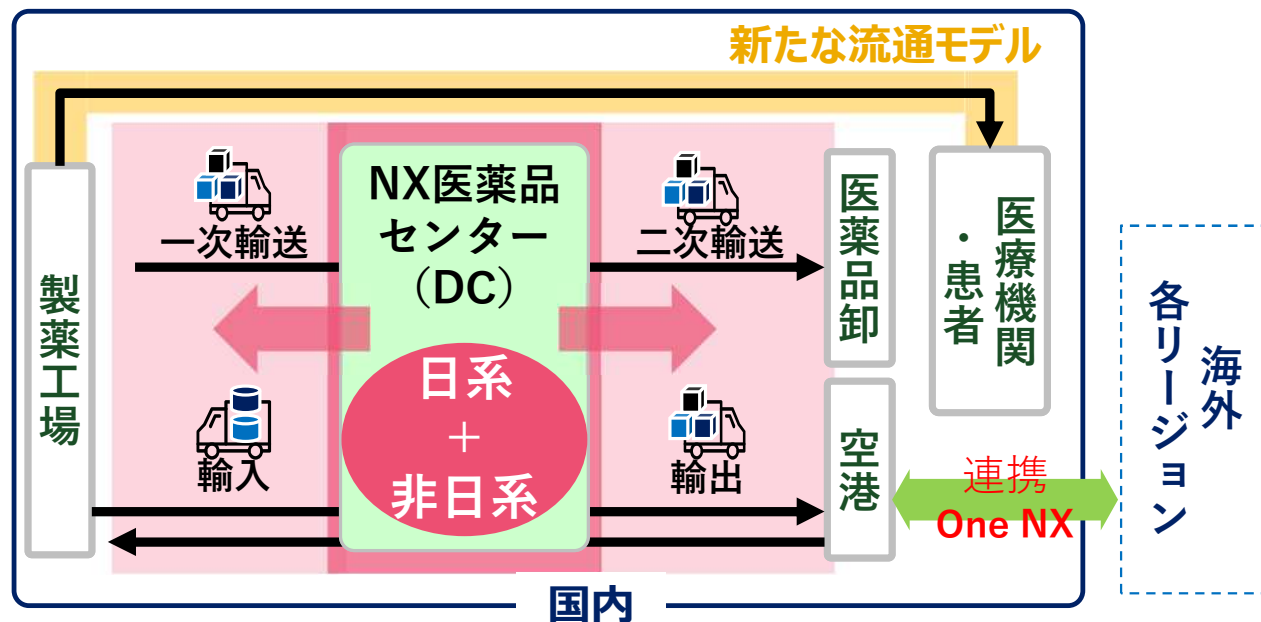 新たな流通モデル
製薬工場
一次輸送
NX医薬品
センター
（DC）
二次輸送
日系
＋
非日系
輸入
輸出
医薬品卸
空港
医療機関
・患者
連携
One NX
海外
各リージョン
国内